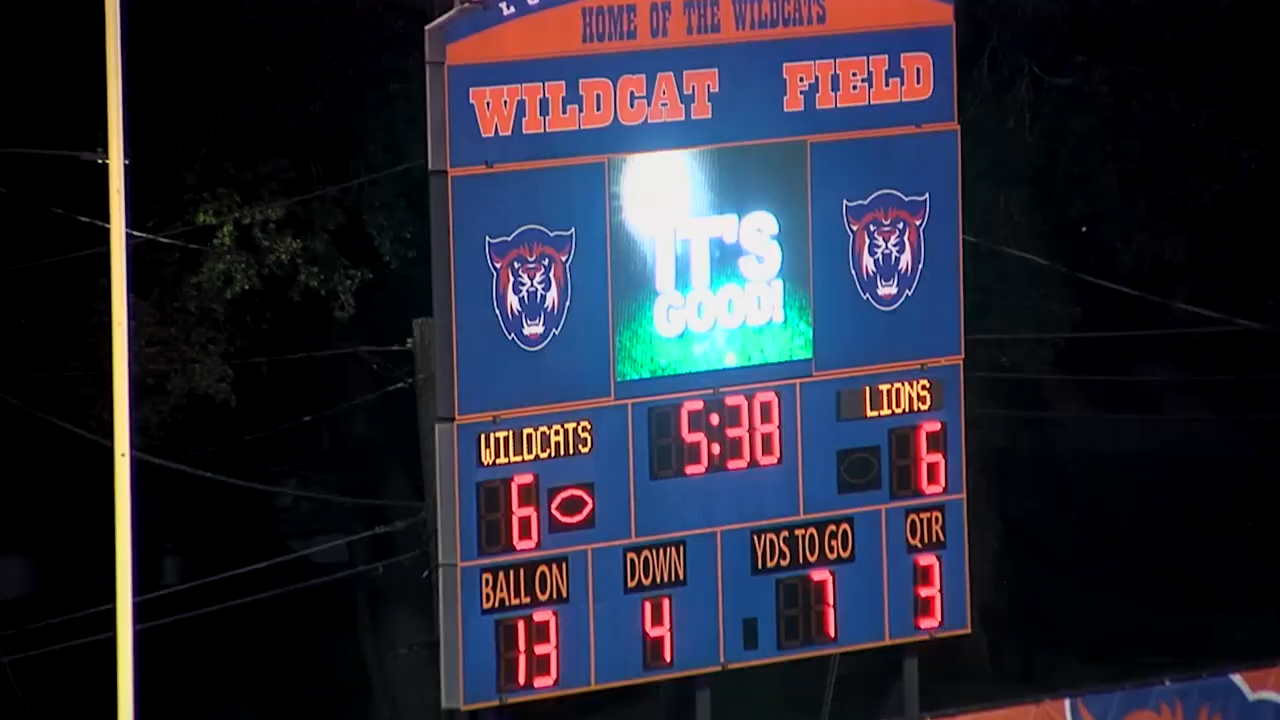 HOME OF THE WILDCATS
WILDCAT FIELD
IT'S
GOOD!
WILDCATS 5:38 LIONS
6 6
BALL ON DOWN YDS TO GO QTR
13 4 7 3